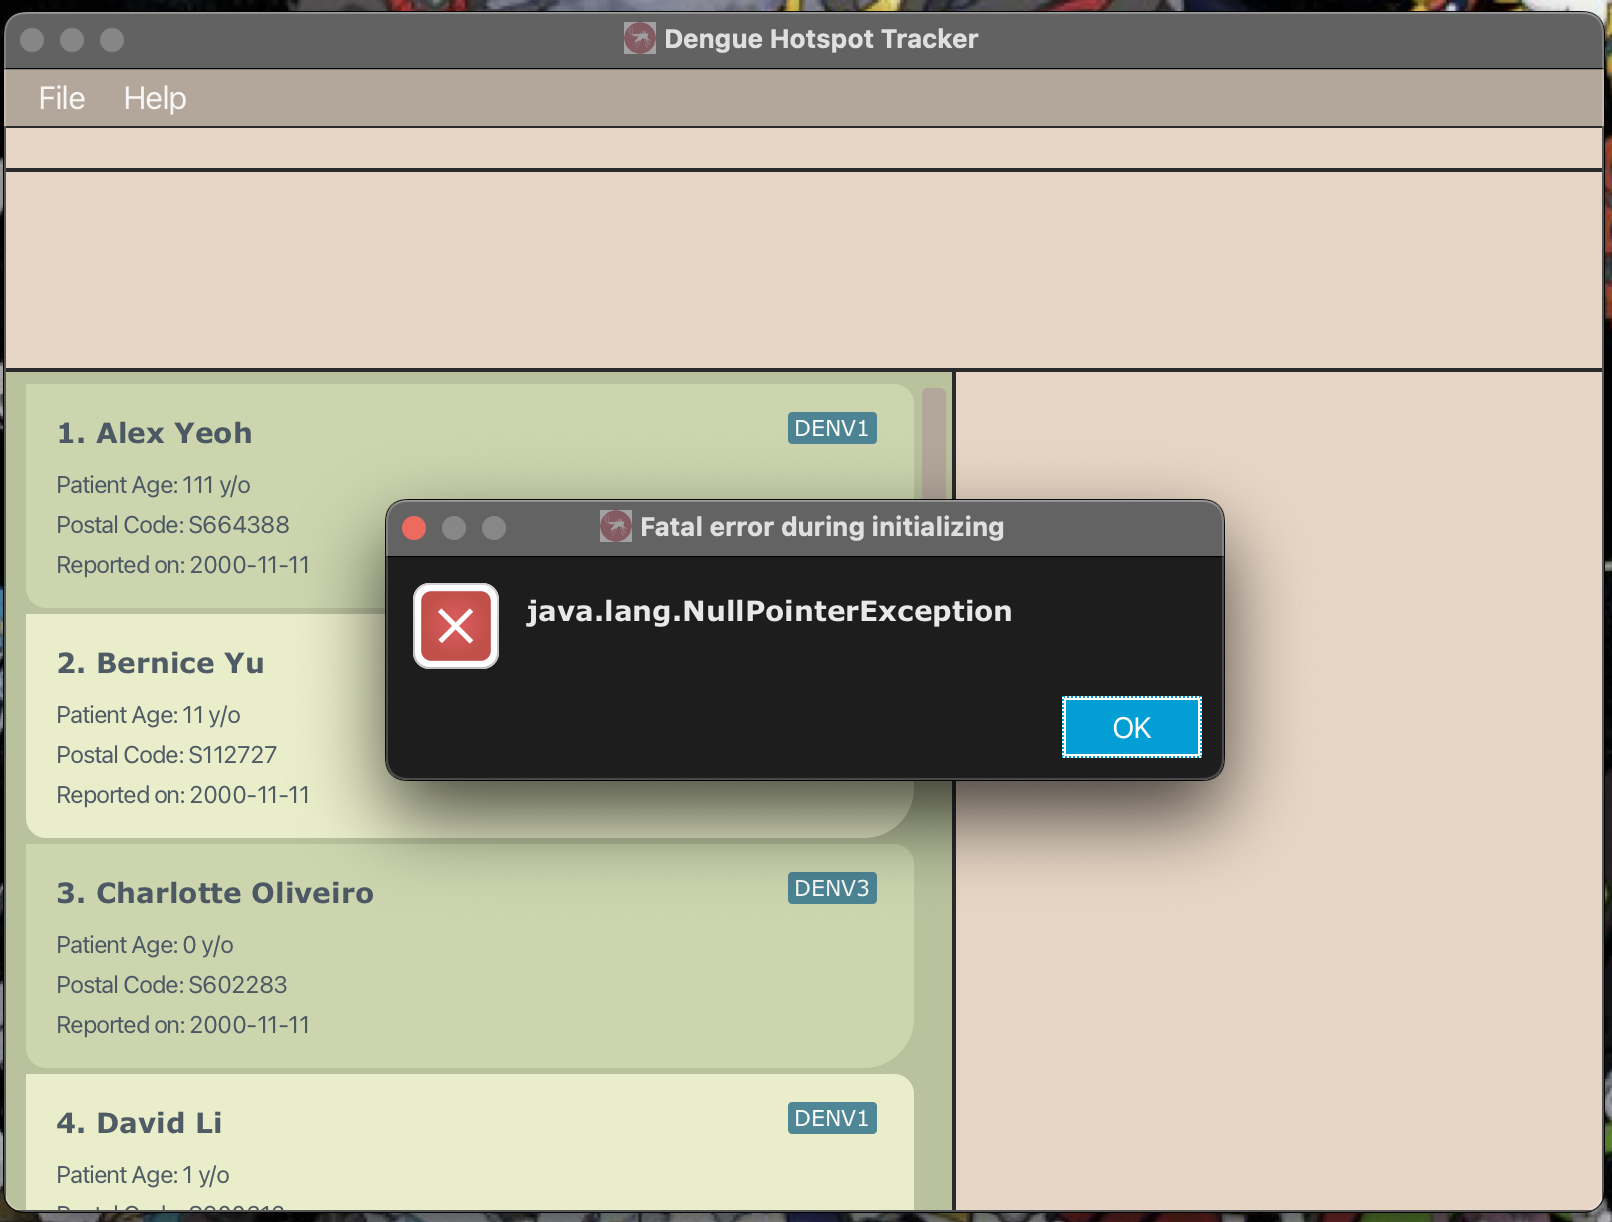 Dengue Hotspot Tracker
File Help
1. Alex Yeoh
DENV1
Patient Age: 111 y/o
Postal Code: S664388
Reported on: 2000-11-11
Fatal error during initializing
java.lang.NullPointerException
OK
2. Bernice Yu
Patient Age: 11 y/o
Postal Code: S112727
Reported on: 2000-11-11
3. Charlotte Oliveiro
DENV3
Patient Age: 0 y/o
Postal Code: S602283
Reported on: 2000-11-11
4. David Li
DENV1
Patient Age: 1 y/o